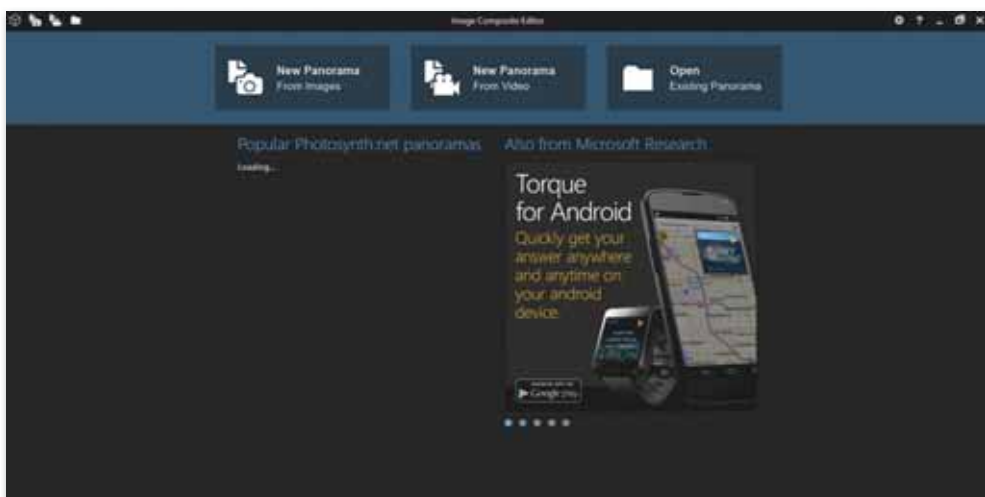 Image Composite Editor
New Panorama
From Images
New Panorama
From Video
Open
Existing Panorama
Popular Photosynth.net panoramas
Loading...
Also from Microsoft Research
Torque
for Android
Quickly get your
answer anywhere
and anytime on
your android
device.
Google play